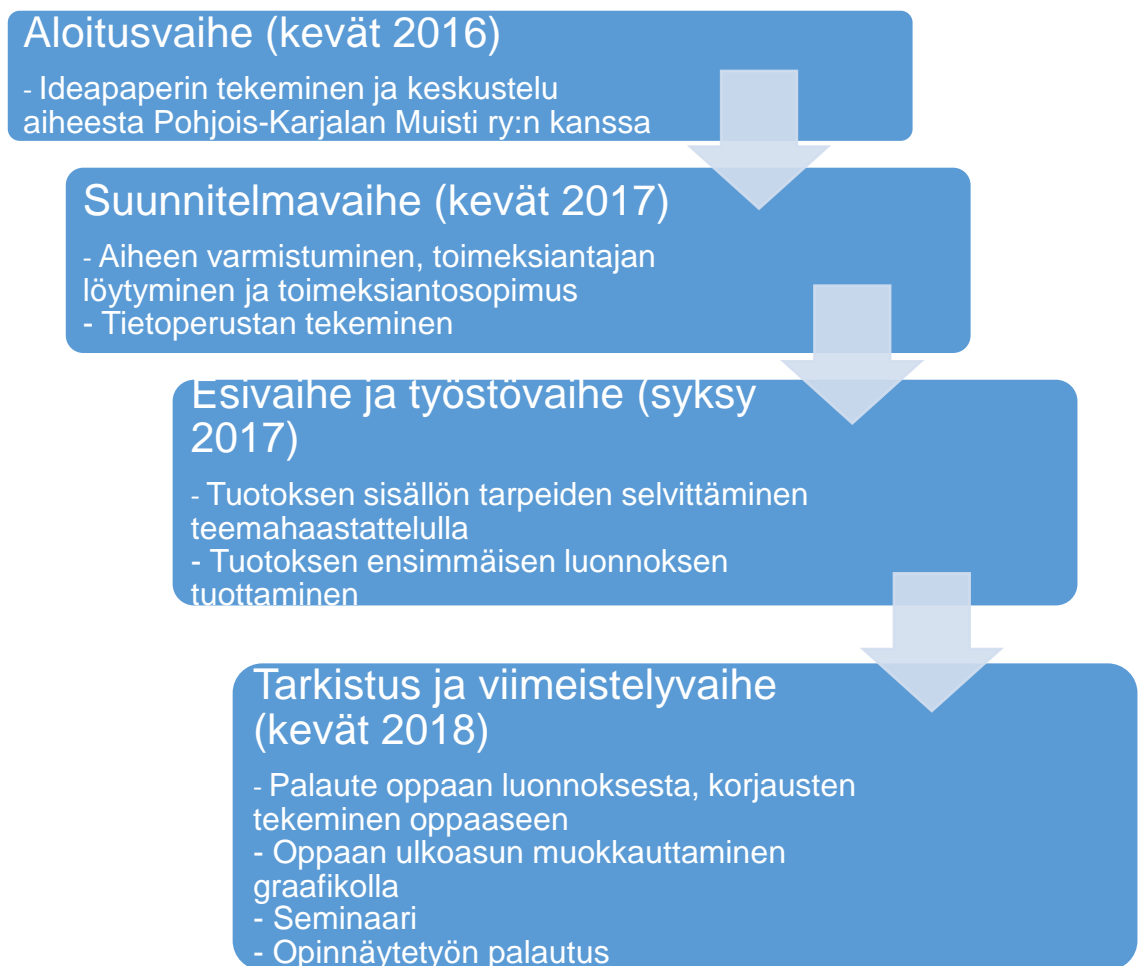 Aloitusvaihe (kevät 2016)
- Ideapaperin tekeminen ja keskustelu
aiheesta Pohjois-Karjalan Muisti ry:n kanssa
Suunnitelmavaihe (kevät 2017)
- Aiheen varmistuminen, toimeksiantajan
löytyminen ja toimeksiantosopimus
- Tietoperustan tekeminen
Esivaihe ja työstövaihe (syksy
2017)
- Tuotoksen sisällön tarpeiden selvittäminen
teemahaastattelulla
- Tuotoksen ensimmäisen luonnoksen
tuottaminen
Tarkistus ja viimeistelyvaihe
(kevät 2018)
- Palaute oppaan luonnoksesta, korjausten
tekeminen oppaaseen
- Oppaan ulkoasun muokkauttaminen
graafikolla
- Seminaari
- Opinnäytetyön palautus